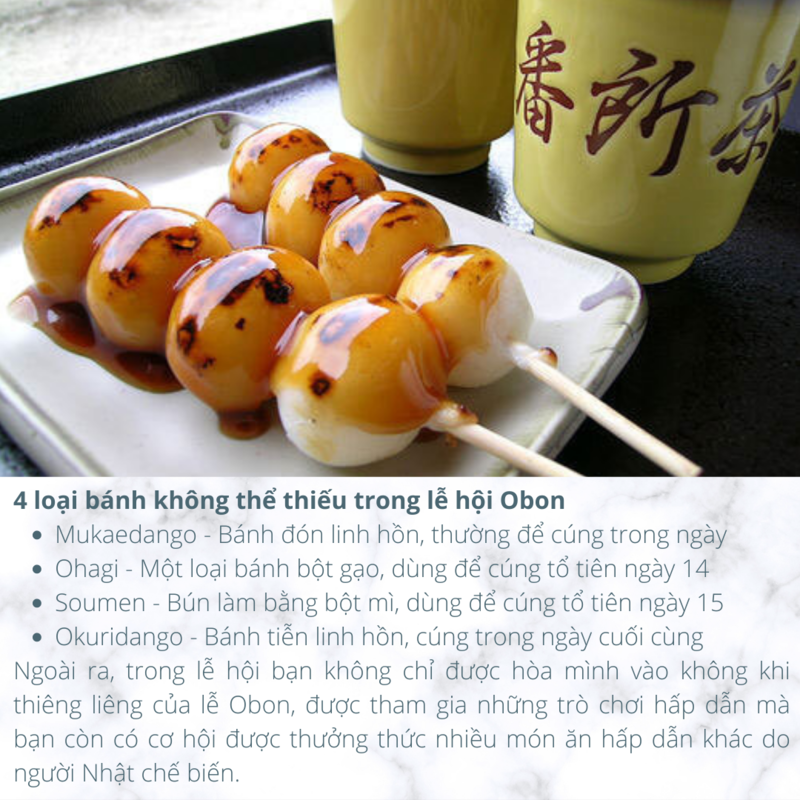 番所茶
4 loại bánh không thể thiếu trong lễ hội Obon
• Mukaedango - Bánh đón linh hồn, thường để cúng trong ngày
• Ohagi - Một loại bánh bột gạo, dùng để cúng tổ tiên ngày 14
• Soumen - Bún làm bằng bột mì, dùng để cúng tổ tiên ngày 15
• Okuridango - Bánh tiễn linh hồn, cúng trong ngày cuối cùng
Ngoài ra, trong lễ hội bạn không chỉ được hòa mình vào không khi
thiêng liêng của lễ Obon, được tham gia những trò chơi hấp dẫn mà
bạn còn có cơ hội được thưởng thức nhiều món ăn hấp dẫn khác do
người Nhật chế biến.